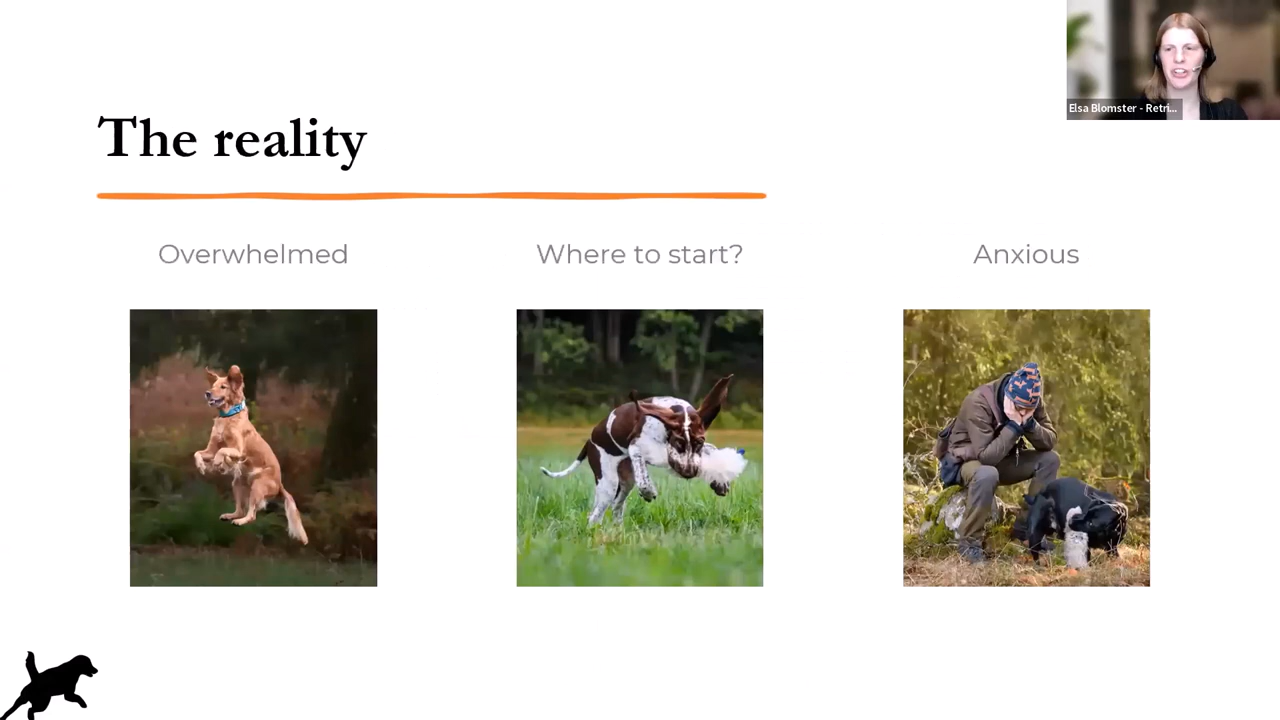 Elsa Blomster - Retri...
The reality
Overwhelmed
Where to start?
Anxious